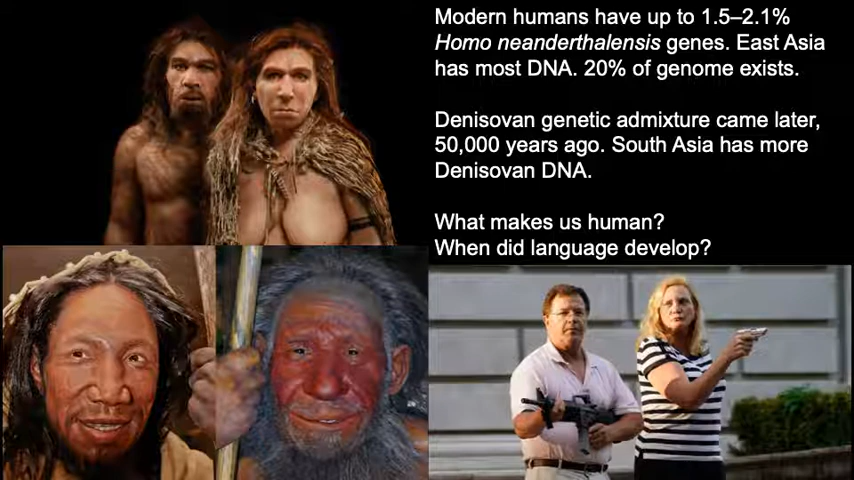 Modern humans have up to 1.5–2.1%
Homo neanderthalensis genes. East Asia
has most DNA. 20% of genome exists.
Denisovan genetic admixture came later,
50,000 years ago. South Asia has more
Denisovan DNA.
What makes us human?
When did language develop?